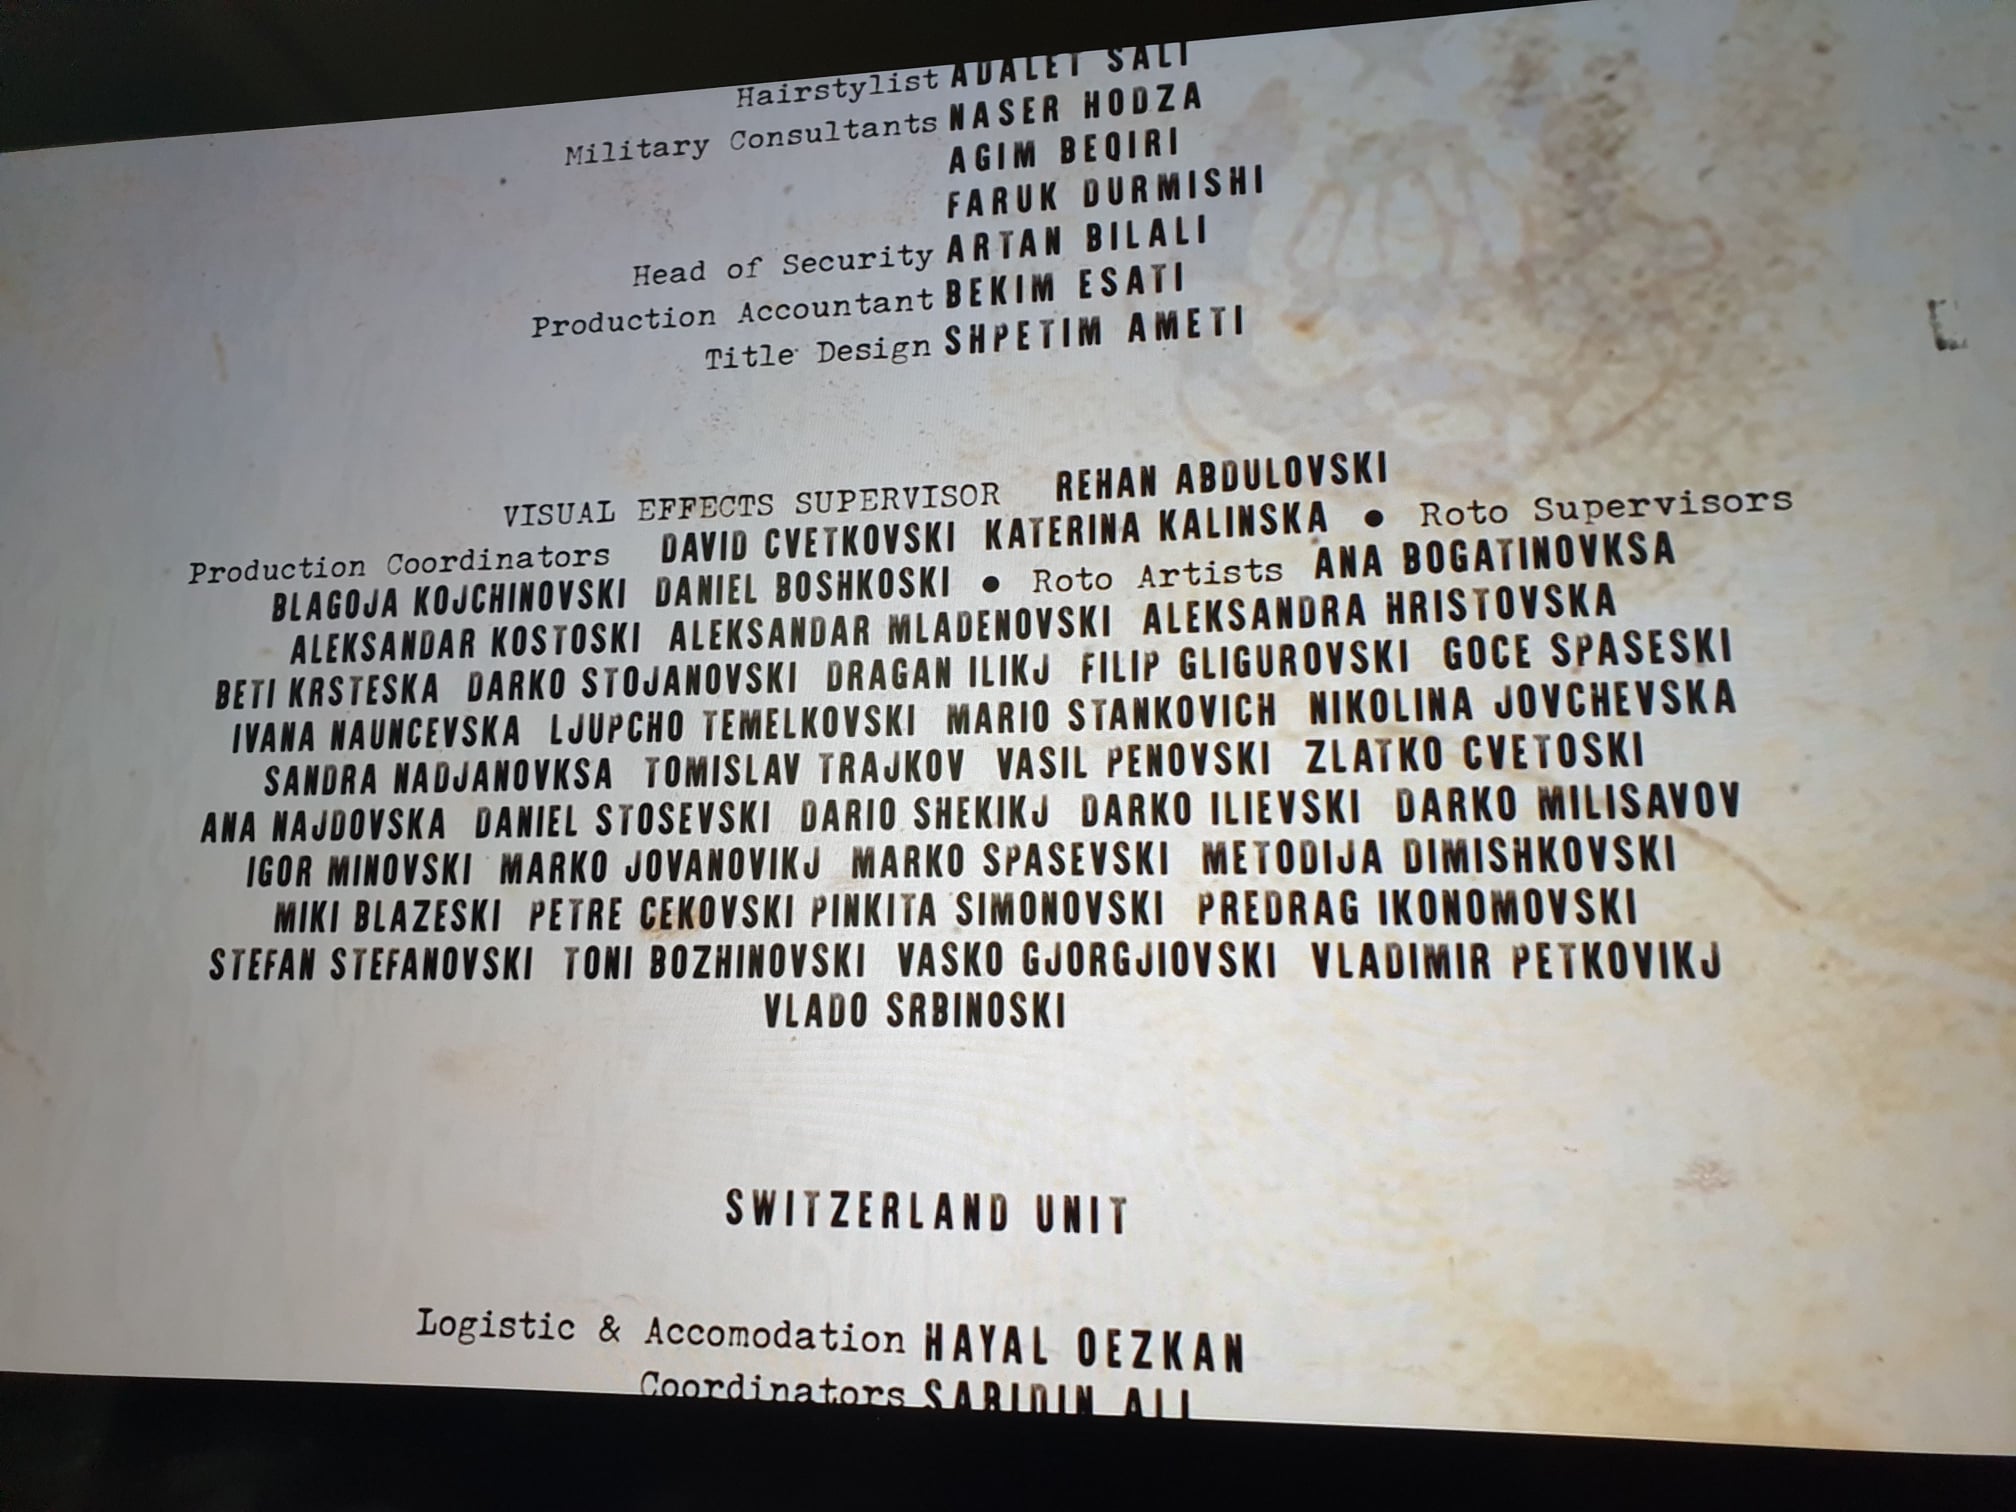 Hairstylist ADALET SALI
Military Consultants NASER HODZA
AGIM BEQIRI
FARUK DURMISHI
Head of Security ARTAN BILALI
Production Accountant BEKIM ESATI
Title Design SHPETIM AMETI
VISUAL EFFECTS SUPERVISOR REHAN ABDULOVSKI
Production Coordinators DAVID CVETKOVSKI KATERINA KALINSKA • Roto Supervisors
BLAGOJA KOJCHINOVSKI DANIEL BOSHKOSKI • Roto Artists ANA BOGATINOVKSA
ALEKSANDAR KOSTOSKI ALEKSANDAR MLADENOVSKI ALEKSANDRA HRISTOVSKA
BETI KRSTESKA DARKO STOJANOVSKI DRAGAN ILIKJ FILIP GLIGUROVSKI GOCE SPASESKI
IVANA NAUNCEVSKA LJUPCHO TEMELKOVSKI MARIO STANKOVICH NIKOLINA JOVCHEVSKA
SANDRA NADJANOVKSA TOMISLAV TRAJKOV VASIL PENOVSKI ZLATKO CVETOSKI
ANA NAJDOVSKA DANIEL STOSEVSKI DARIO SHEKIKJ DARKO ILIEVSKI DARKO MILISAVOV
IGOR MINOVSKI MARKO JOVANOVIKJ MARKO SPASEVSKI METODIJA DIMISHKOVSKI
MIKI BLAZESKI PETRE CEKOVSKI PINKITA SIMONOVSKI PREDRAG IKONOMOVSKI
STEFAN STEFANOVSKI TONI BOZHINOVSKI VASKO GJORGJIOVSKI VLADIMIR PETKOVIKJ
VLADO SRBINOSKI
SWITZERLAND UNIT
Logistic & Accomodation HAYAL OEZKAN
Coordinators SABIDIN ALI